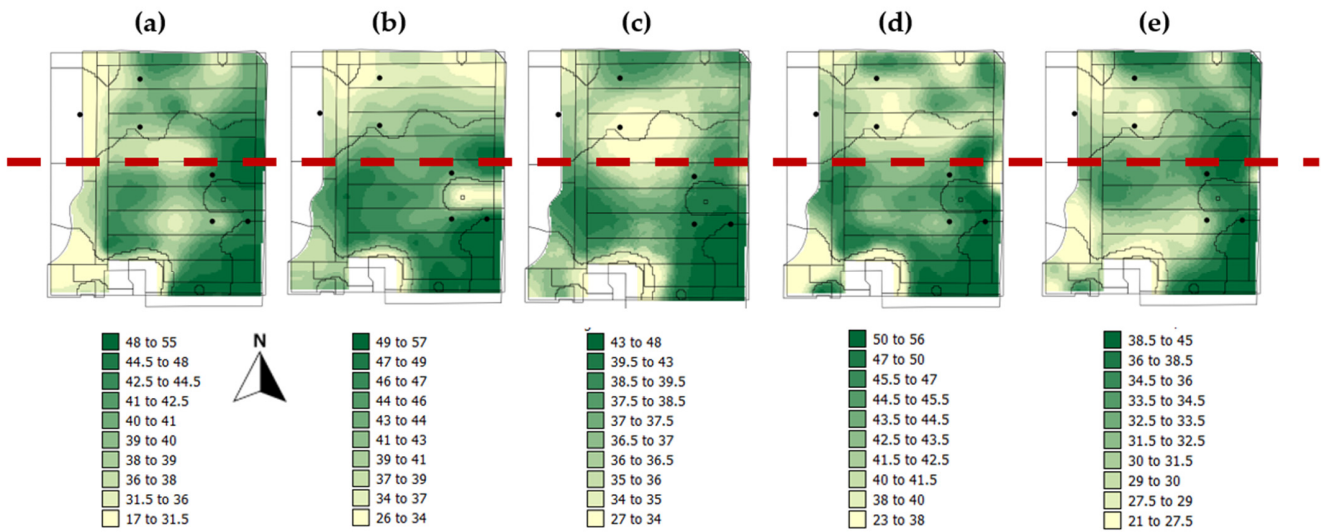 (a) (b) (c) (d) (e)
N
48 to 55
44.5 to 48
42.5 to 44.5
41 to 42.5
40 to 41
39 to 40
38 to 39
36 to 38
31.5 to 36
17 to 31.5
49 to 57
47 to 49
46 to 47
44 to 46
43 to 44
41 to 43
39 to 41
37 to 39
34 to 37
26 to 34
43 to 48
39.5 to 43
38.5 to 39.5
37.5 to 38.5
37 to 37.5
36.5 to 37
36 to 36.5
35 to 36
34 to 35
27 to 34
50 to 56
47 to 50
45.5 to 47
44.5 to 45.5
43.5 to 44.5
42.5 to 43.5
41.5 to 42.5
40 to 41.5
38 to 40
23 to 38
38.5 to 45
36 to 38.5
34.5 to 36
33.5 to 34.5
32.5 to 33.5
31.5 to 32.5
30 to 31.5
29 to 30
27.5 to 29
21 to 27.5